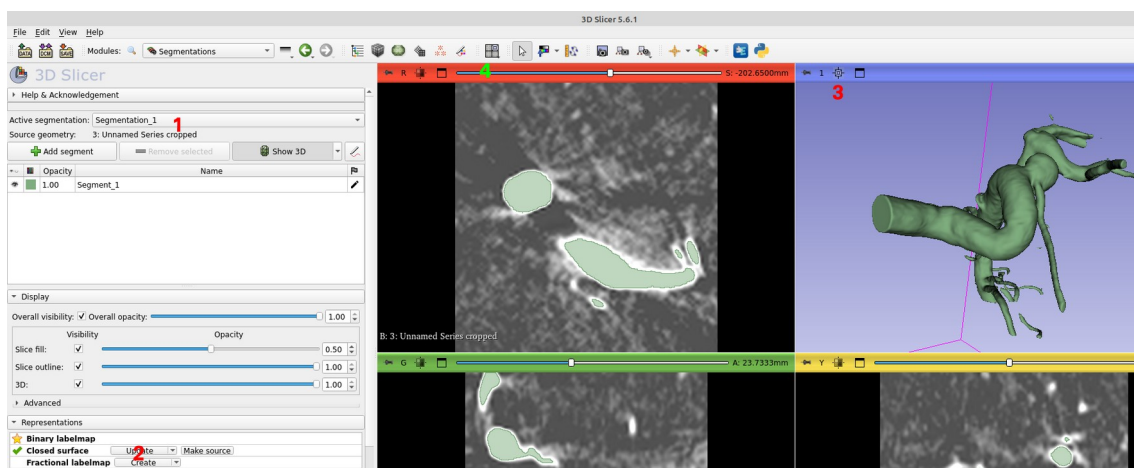 3D Slicer 5.6.1
File Edit View Help
DATA DCM SAVE Modules: Segmentations
3D Slicer
Help & Acknowledgement
Active segmentation: Segmentation_1
1
Source geometry: 3: Unnamed Series cropped
Add segment Remove selected Show 3D
Opacity Name
1.00 Segment_1
Display
Overall visibility: Overall opacity: 1.00
Visibility Opacity
Slice fill: 0.50
Slice outline: 1.00
3D: 1.00
Advanced
Representations
Binary labelmap
Closed surface Update Make source
2
Fractional labelmap Create
R 4 S: -202.6500mm
B: 3: Unnamed Series cropped
1
3
G A: 23.7333mm
Y